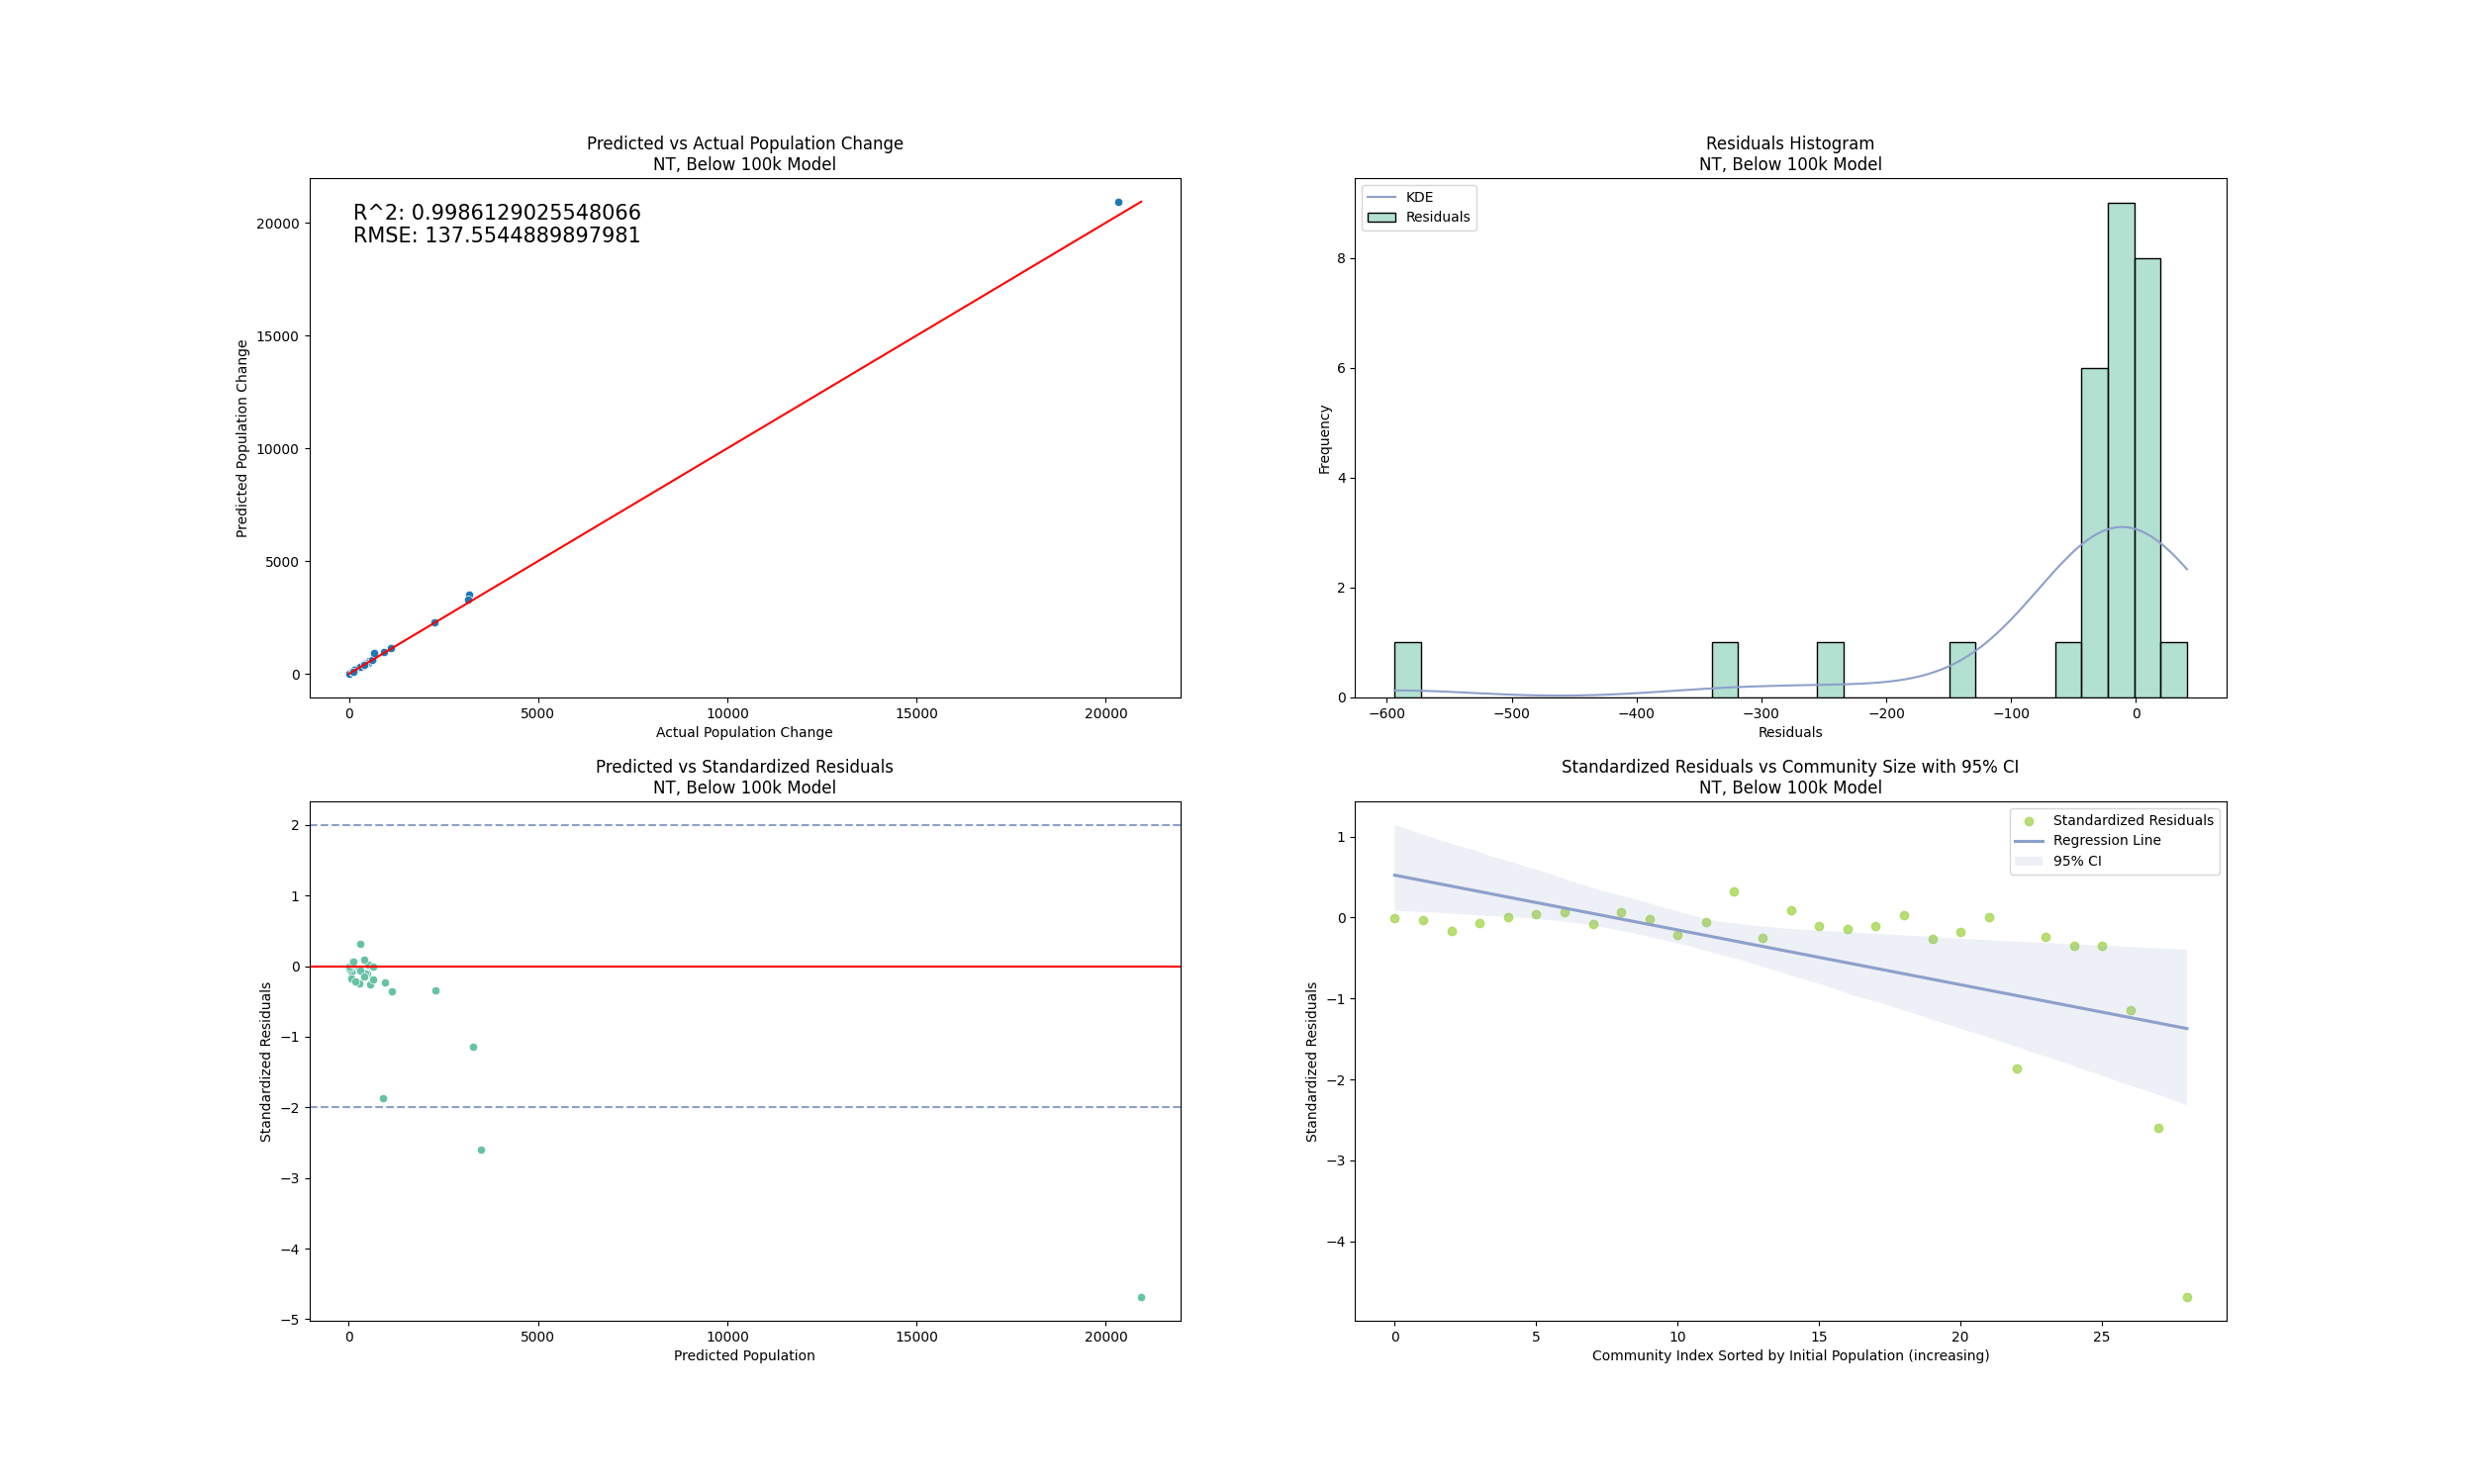 Predicted vs Actual Population Change
NT, Below 100k Model
R^2: 0.9986129025548066
RMSE: 137.5544889897981
20000
15000
10000
5000
0
Predicted Population Change
0 5000 10000 15000 20000
Actual Population Change
Residuals Histogram
NT, Below 100k Model
KDE
Residuals
8
6
4
2
0
Frequency
−600 −500 −400 −300 −200 −100 0
Residuals
Predicted vs Standardized Residuals
NT, Below 100k Model
2
1
0
−1
−2
−3
−4
−5
Standardized Residuals
0 5000 10000 15000 20000
Predicted Population
Standardized Residuals vs Community Size with 95% CI
NT, Below 100k Model
Standardized Residuals
Regression Line
95% CI
1
0
−1
−2
−3
−4
Standardized Residuals
0 5 10 15 20 25
Community Index Sorted by Initial Population (increasing)